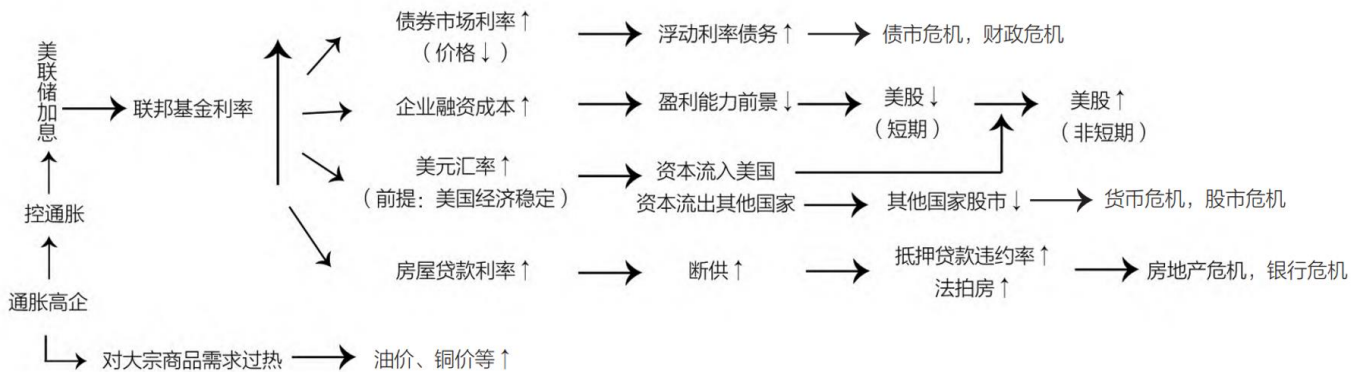 美联储加息
联邦基金利率
控通胀
通胀高企
对大宗商品需求过热
油价、铜价等↑
债券市场利率↑
（价格↓）
浮动利率债务↑
债市危机，财政危机
企业融资成本↑
盈利能力前景↓
美股↓
（短期）
美股↑
（非短期）
美元汇率↑
（前提：美国经济稳定）
资本流入美国
资本流出其他国家
其他国家股市↓
货币危机，股市危机
房屋贷款利率↑
断供↑
抵押贷款违约率↑
法拍房↑
房地产危机，银行危机